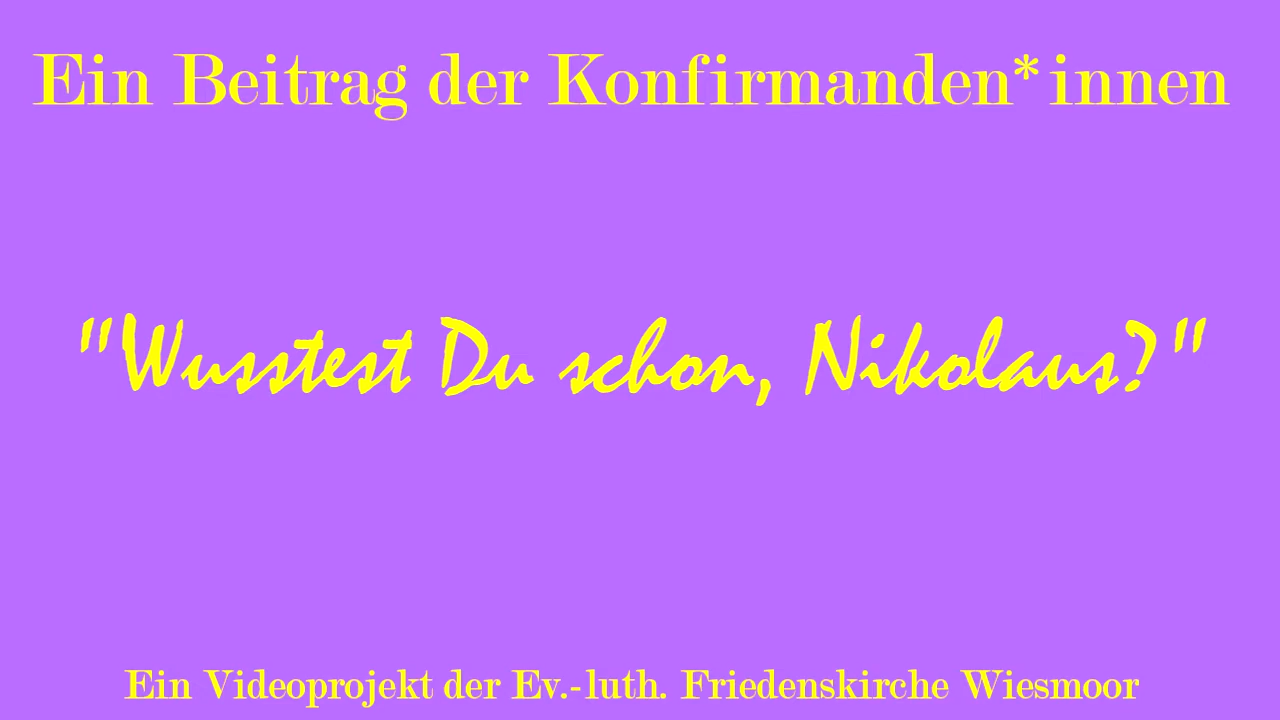 Ein Beitrag der Konfirmanden*innen
"Wusstest Du schon, Nikolaus?"
Ein Videoprojekt der Ev.-luth. Friedenskirche Wiesmoor